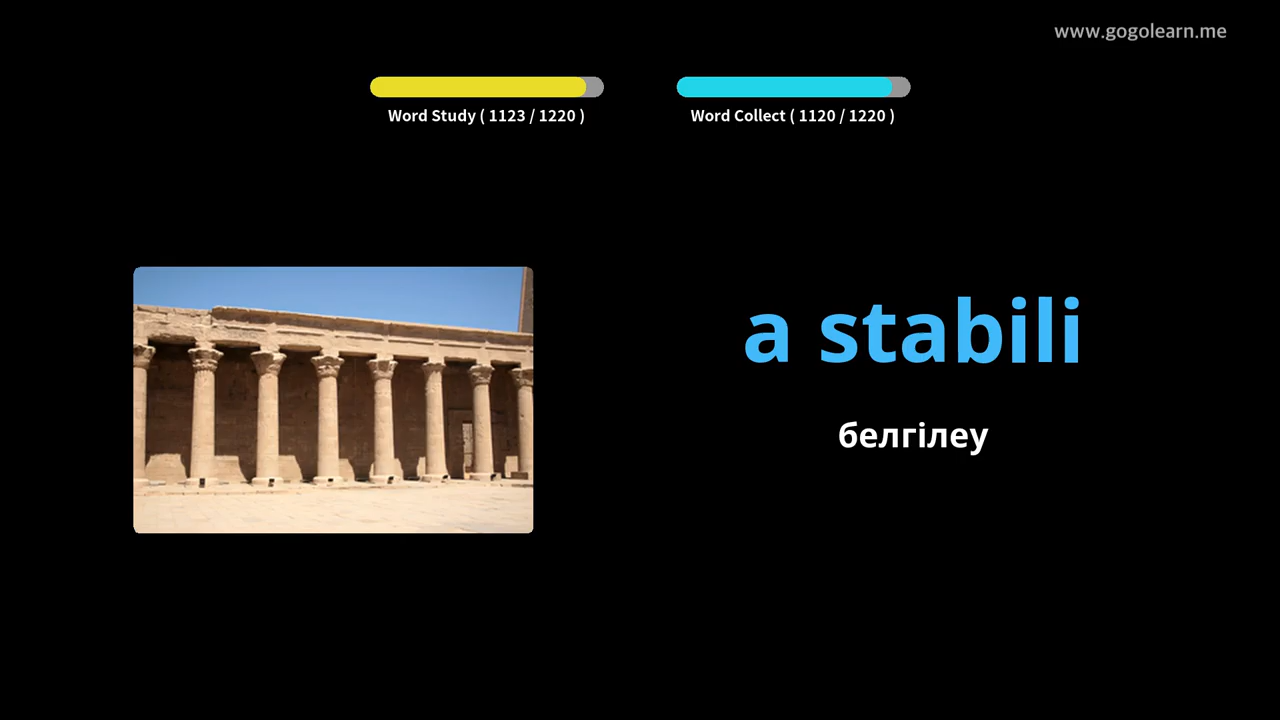 www.gogolearn.me
Word Study ( 1123 / 1220 )
Word Collect ( 1120 / 1220 )
a stabili
белгілеу